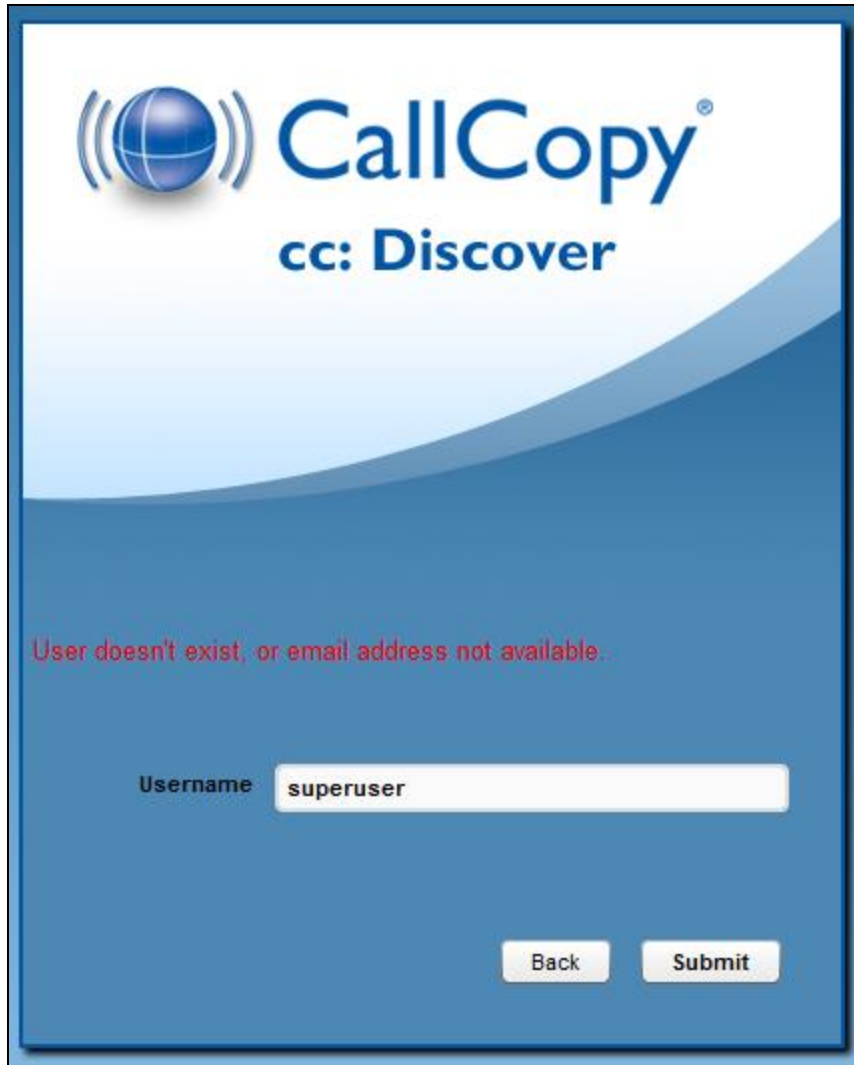 CallCopy®
cc: Discover
User doesn't exist, or email address not available.
Username superuser
Back Submit